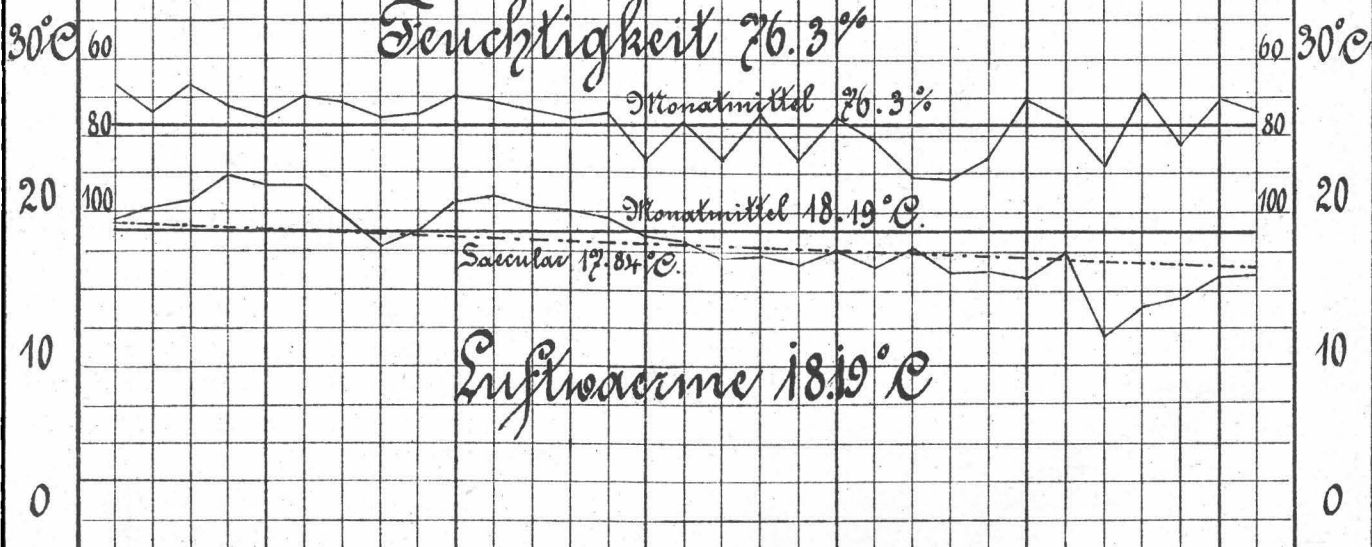 Feuchtigkeit 76.3%
30°C 60 60 30°C
Monatmittel 76.3%
80 80
20 100 100 20
Monatmittel 18.19°C.
Saecular 17.84°C.
10 10
Luftwaerme 18.19°C
0 0